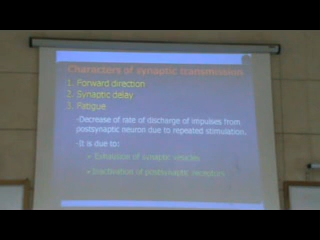 Characters of synaptic transmission
1. Forward direction
2. Synaptic delay
3. Fatigue
-Decrease of rate of discharge of impulses from
postsynaptic neuron due to repeated stimulation.
-It is due to:
Exhaustion of synaptic vesicles
Inactivation of postsynaptic receptors